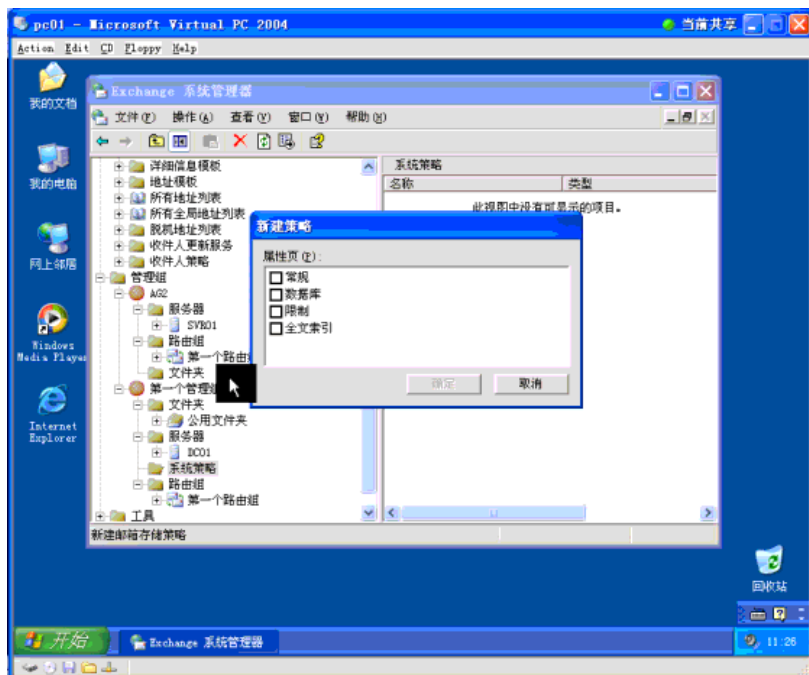 pc01 - Microsoft Virtual PC 2004
当前共享
Action Edit CD Floppy Help
我的文档
我的电脑
网上邻居
Windows Media Player
Internet Explorer
回收站
Exchange 系统管理器
文件(F) 操作(A) 查看(V) 窗口(W) 帮助(H)
详细信息模板
地址模板
所有地址列表
所有全局地址列表
脱机地址列表
收件人更新服务
收件人策略
管理组
AG2
服务器
SVR01
路由组
第一个路由
文件夹
第一个管理组
文件夹
公用文件夹
服务器
DC01
系统策略
路由组
第一个路由组
工具
系统策略
名称 类型
此视图中没有可显示的项目。
新建策略
属性页(P):
常规
数据库
限制
全文索引
确定 取消
新建邮箱存储策略
开始 Exchange 系统管理器 11:26